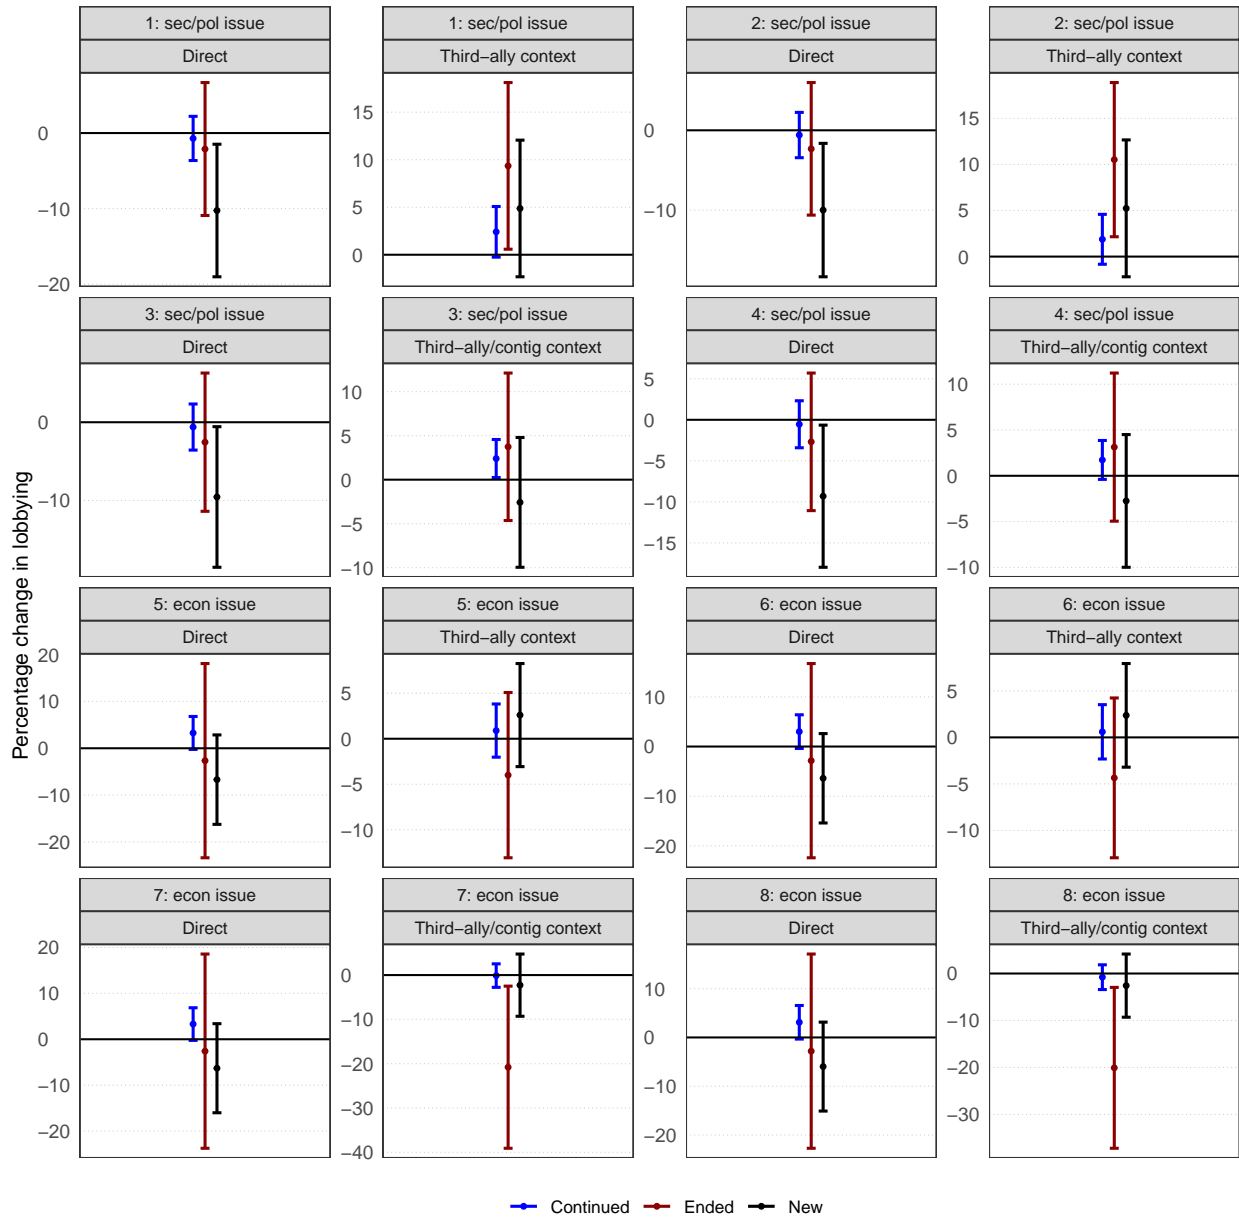 1: sec/pol issue
Direct
0
−10
−20
1: sec/pol issue
Third−ally context
15
10
5
0
2: sec/pol issue
Direct
0
−10
2: sec/pol issue
Third−ally context
15
10
5
0
3: sec/pol issue
Direct
0
−10
3: sec/pol issue
Third−ally/contig context
10
5
0
−5
−10
4: sec/pol issue
Direct
5
0
−5
−10
−15
4: sec/pol issue
Third−ally/contig context
10
5
0
−5
−10
Percentage change in lobbying
5: econ issue
Direct
20
10
0
−10
−20
5: econ issue
Third−ally context
5
0
−5
−10
6: econ issue
Direct
10
0
−10
−20
6: econ issue
Third−ally context
5
0
−5
−10
7: econ issue
Direct
20
10
0
−10
−20
7: econ issue
Third−ally/contig context
0
−10
−20
−30
−40
8: econ issue
Direct
10
0
−10
−20
8: econ issue
Third−ally/contig context
0
−10
−20
−30
Continued Ended New